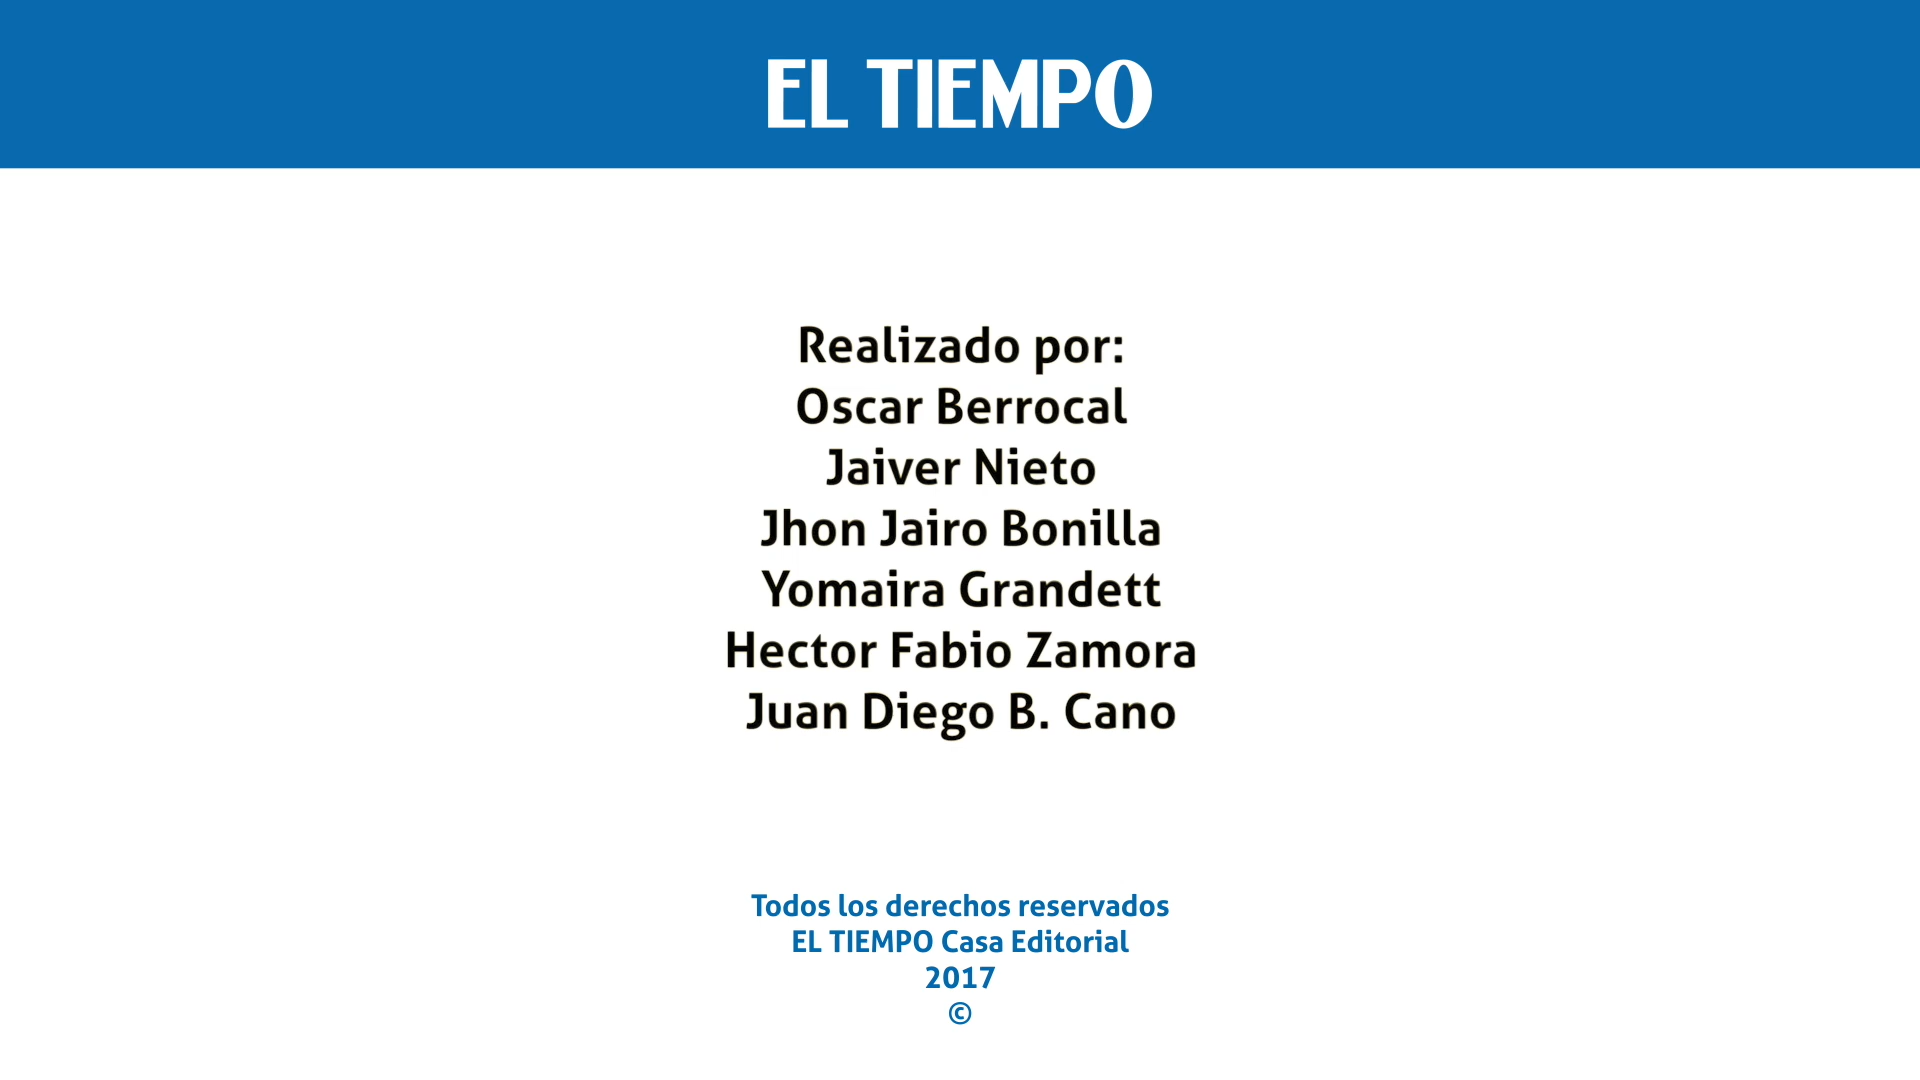 EL TIEMPO
Realizado por:
Oscar Berrocal
Jaiver Nieto
Jhon Jairo Bonilla
Yomaira Grandett
Hector Fabio Zamora
Juan Diego B. Cano
Todos los derechos reservados
EL TIEMPO Casa Editorial
2017
©